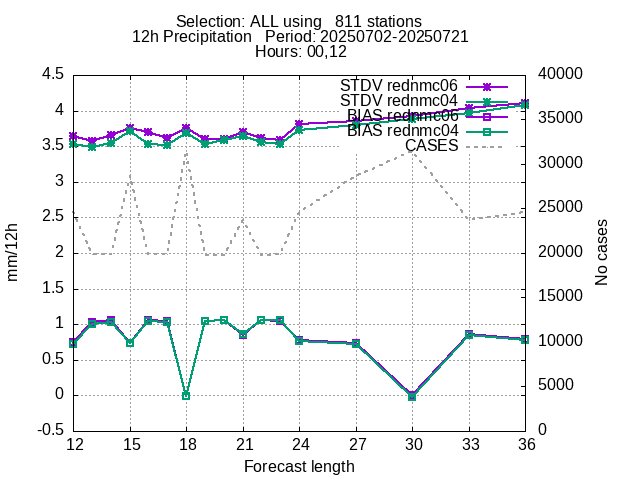 Selection: ALL using   811 stations
12h Precipitation   Period: 20250702-20250721
Hours: 00,12
STDV rednmc06
STDV rednmc04
BIAS rednmc06
BIAS rednmc04
CASES
mm/12h
4.5
4
3.5
3
2.5
2
1.5
1
0.5
0
-0.5
No cases
40000
35000
30000
25000
20000
15000
10000
5000
0
12 15 18 21 24 27 30 33 36
Forecast length